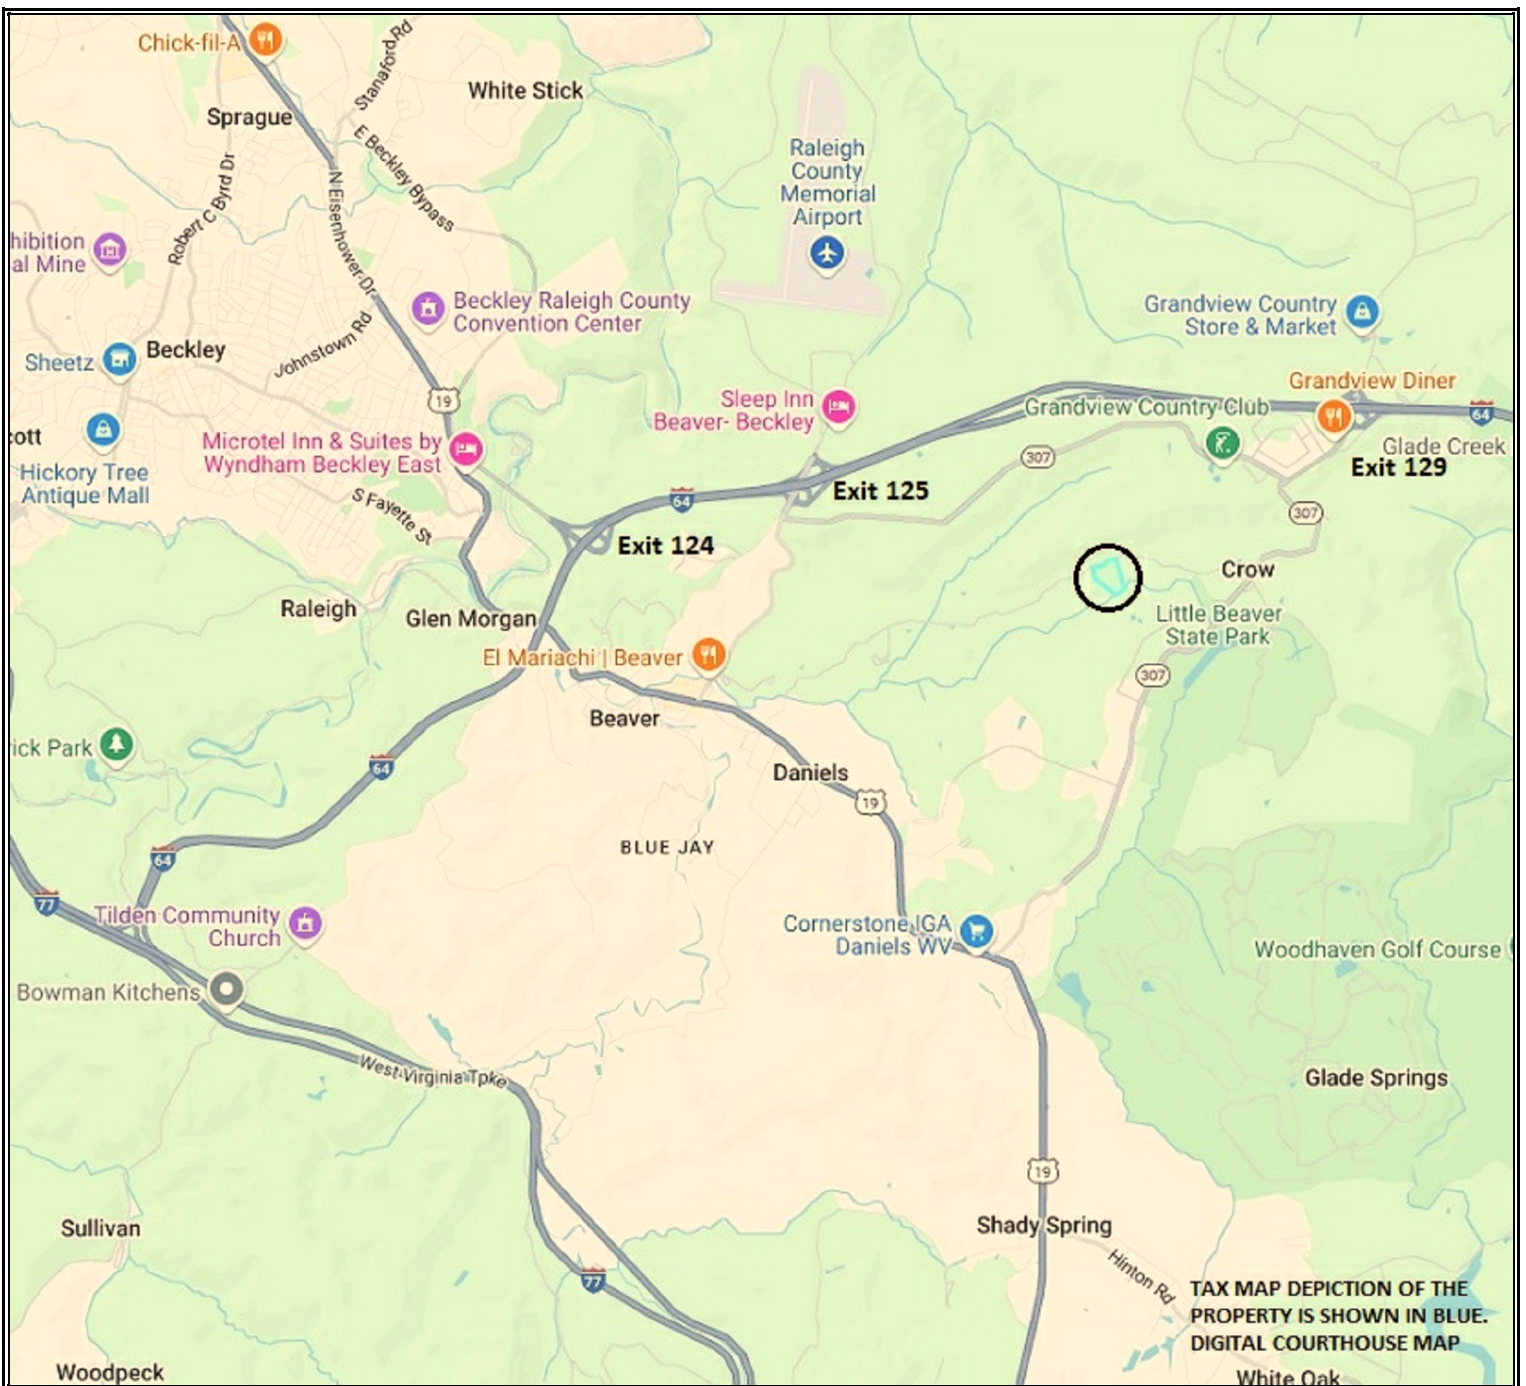 Chick-fil-A
Stanaford Rd
White Stick
Sprague
E Beckley Bypass
Raleigh
County
Memorial
Airport
Robert C Byrd Dr
N Eisenhower Dr
hibition
al Mine
Beckley Raleigh County
Convention Center
Grandview Country
Store & Market
Johnstown Rd
Beckley
Sheetz
19
Sleep Inn
Beaver- Beckley
Grandview Diner
Grandview Country Club
64
cott
Microtel Inn & Suites by
Wyndham Beckley East
Glade Creek
Exit 129
307
Hickory Tree
Antique Mall
S Fayette St
64
Exit 125
307
Exit 124
Crow
Raleigh
Glen Morgan
Little Beaver
State Park
El Mariachi | Beaver
307
Beaver
rick Park
64
Daniels
19
BLUE JAY
64
77
Tilden Community
Church
Cornerstone IGA
Daniels WV
Woodhaven Golf Course
Bowman Kitchens
West Virginia Tpke
Glade Springs
19
Sullivan
Shady Spring
Hinton Rd
77
TAX MAP DEPICTION OF THE
PROPERTY IS SHOWN IN BLUE.
DIGITAL COURTHOUSE MAP
Woodpeck
White Oak